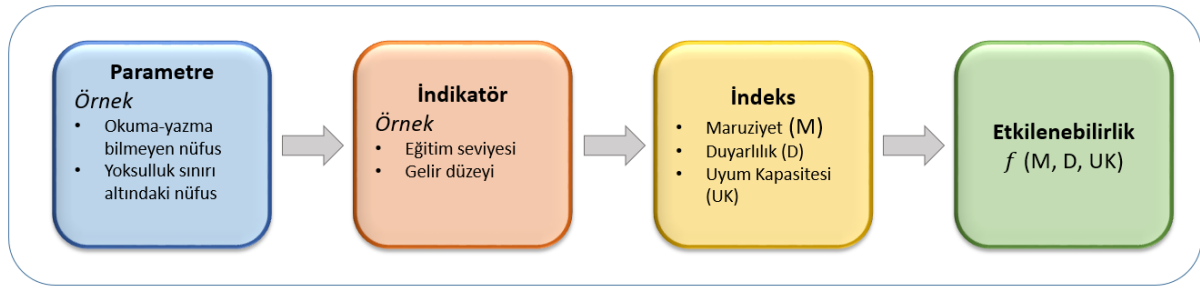 Parametre
Örnek
• Okuma-yazma
bilmeyen nüfus
• Yoksulluk sınırı
altındaki nüfus
İndikatör
Örnek
• Eğitim seviyesi
• Gelir düzeyi
İndeks
• Maruziyet (M)
• Duyarlılık (D)
• Uyum Kapasitesi
(UK)
Etkilenebilirlik
f (M, D, UK)